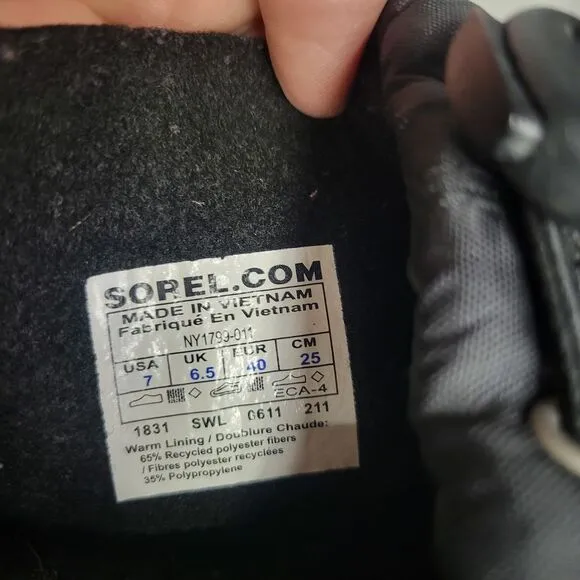 SOREL.COM
MADE IN VIETNAM
Fabriqué En Vietnam
NY1799-011
USA UK EUR CM
7 6.5 40 25
ECA-4
1831 SWL 0611 211
Warm Lining / Doublure Chaude:
65% Recycled polyester fibers
/ Fibres polyester recyclées
35% Polypropylene